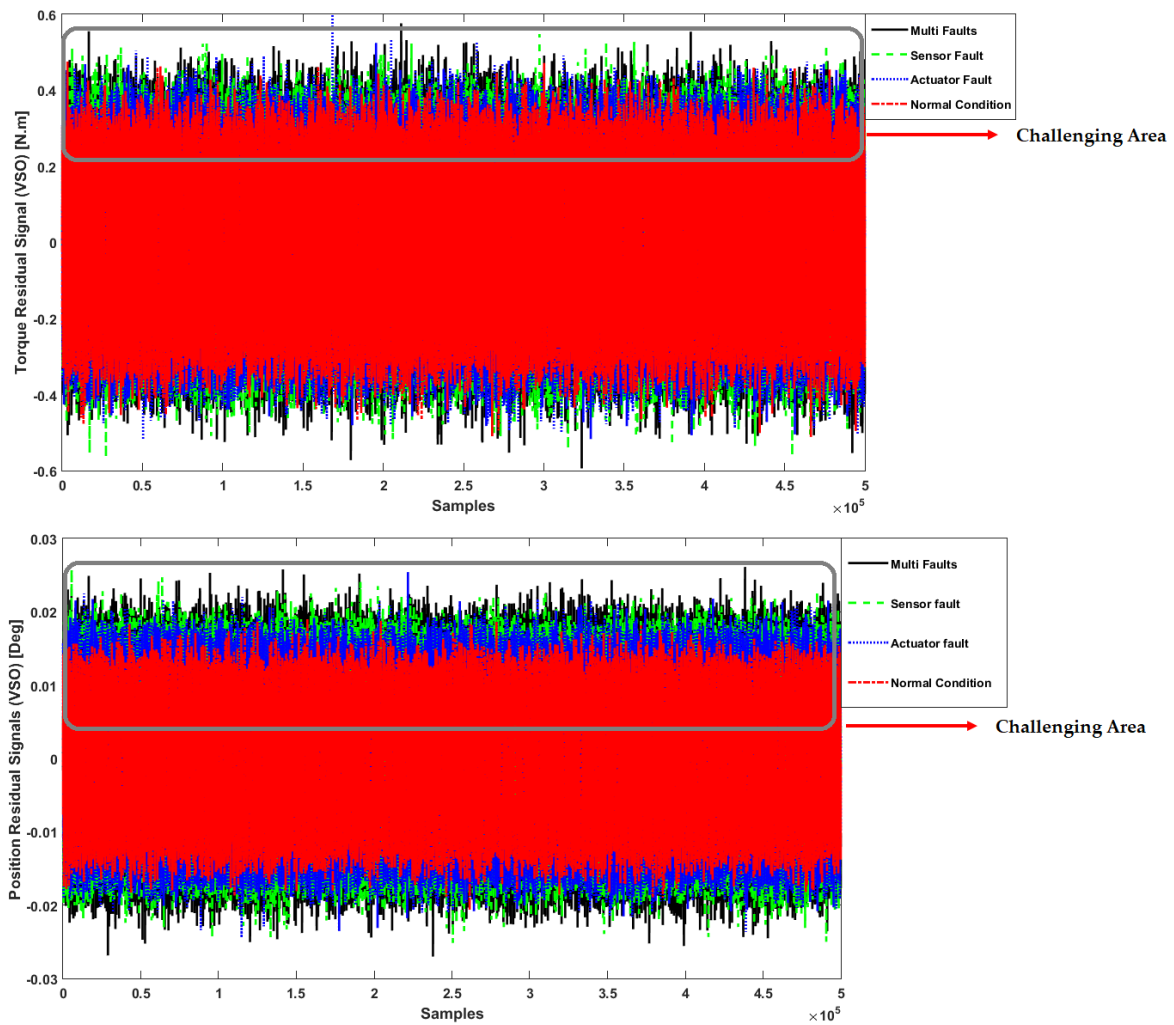 0.6
0.4
0.2
0
-0.2
-0.4
-0.6
Torque Residual Signal (VSO) [N.m]
0 0.5 1 1.5 2 2.5 3 3.5 4 4.5 5
×10^5
Samples
Multi Faults
Sensor Fault
Actuator Fault
Normal Condition
Challenging Area
0.03
0.02
0.01
0
-0.01
-0.02
-0.03
Position Residual Signals (VSO) [Deg]
0 0.5 1 1.5 2 2.5 3 3.5 4 4.5 5
×10^5
Samples
Multi Faults
Sensor fault
Actuator fault
Normal Condition
Challenging Area